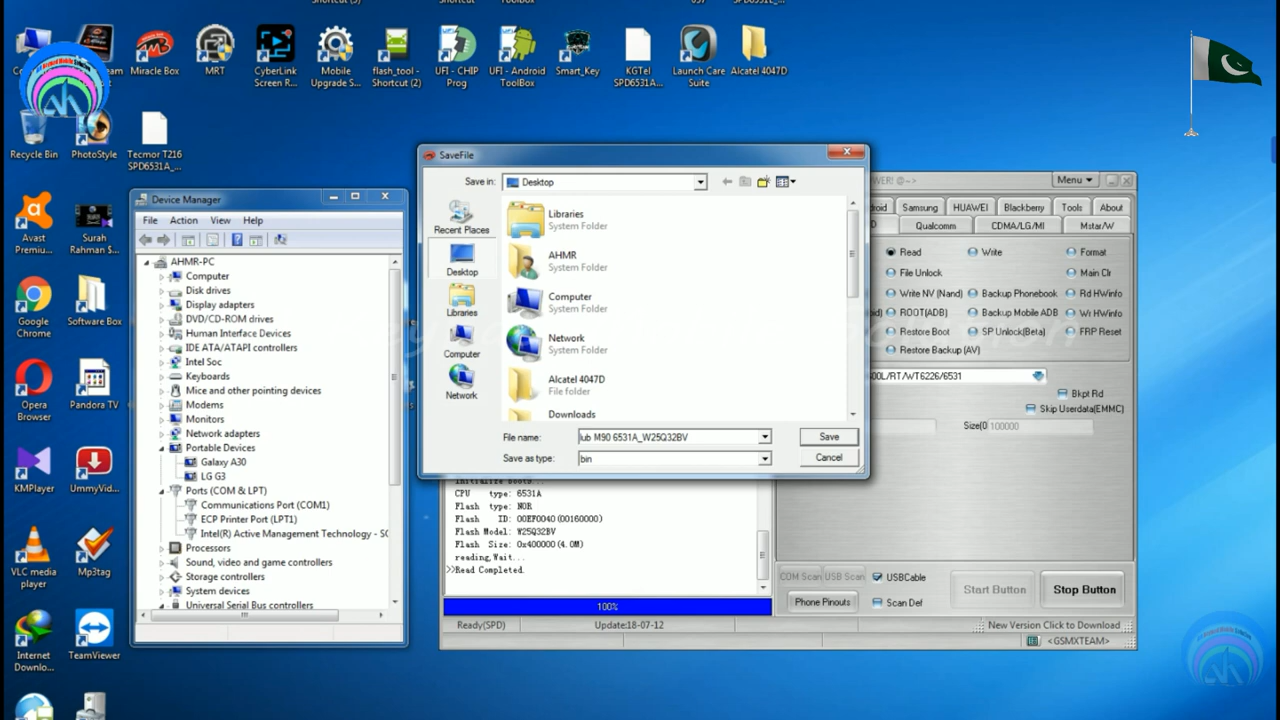 Miracle Box
MRT
CyberLink
Screen R...
Mobile
Upgrade S...
flash_tool -
Shortcut (2)
UFI - CHIP
Prog
UFI - Android
ToolBox
Smart_Key
KGTel
SPD6531A...
Launch Care
Suite
Alcatel 4047D
Recycle Bin
PhotoStyle
Tecmor T216
SPD6531A_...
Avast
Premiu...
Surah
Rahman S...
Google
Chrome
Software Box
Opera
Browser
Pandora TV
KMPlayer
UmmyVid...
VLC media
player
Mp3tag
Internet
Downlo...
TeamViewer
Device Manager
File Action View Help
AHMR-PC
Computer
Disk drives
Display adapters
DVD/CD-ROM drives
Human Interface Devices
IDE ATA/ATAPI controllers
Intel Soc
Keyboards
Mice and other pointing devices
Modems
Monitors
Network adapters
Portable Devices
Galaxy A30
LG G3
Ports (COM & LPT)
Communications Port (COM1)
ECP Printer Port (LPT1)
Intel(R) Active Management Technology - SC
Processors
Sound, video and game controllers
Storage controllers
System devices
Universal Serial Bus controllers
SaveFile
Save in: Desktop
Recent Places
Desktop
Libraries
Computer
Network
Libraries
System Folder
AHMR
System Folder
Computer
System Folder
Network
System Folder
Alcatel 4047D
File folder
Downloads
File name: lub M90 6531A_W25Q32BV
Save as type: bin
Save
Cancel
WER! @~>
Menu
droid Samsung HUAWEI Blackberry Tools About
D Qualcomm CDMA/LG/MI Mstar/W
Read Write Format
File Unlock Main Clr
Write NV (Nand) Backup Phonebook Rd HWinfo
oid) ROOT(ADB) Backup Mobile ADB Wr HWinfo
Restore Boot SP Unlock(Beta) FRP Reset
Restore Backup (AV)
00L/RT/WT6226/6531
Bkpt Rd
Skip Userdata(EMMC)
Size[0 100000
Initialize Boots...
CPU type: 6531A
Flash type: NOR
Flash ID: 00EF0040(00160000)
Flash Model: W25Q32BV
Flash Size: 0x400000(4.0M)
reading,Wait...
>>Read Completed.
100%
COM Scan USB Scan USBCable
Phone Pinouts Scan Def
Start Button Stop Button
Ready(SPD) Update:18-07-12 New Version Click to Download
<GSMXTEAM>